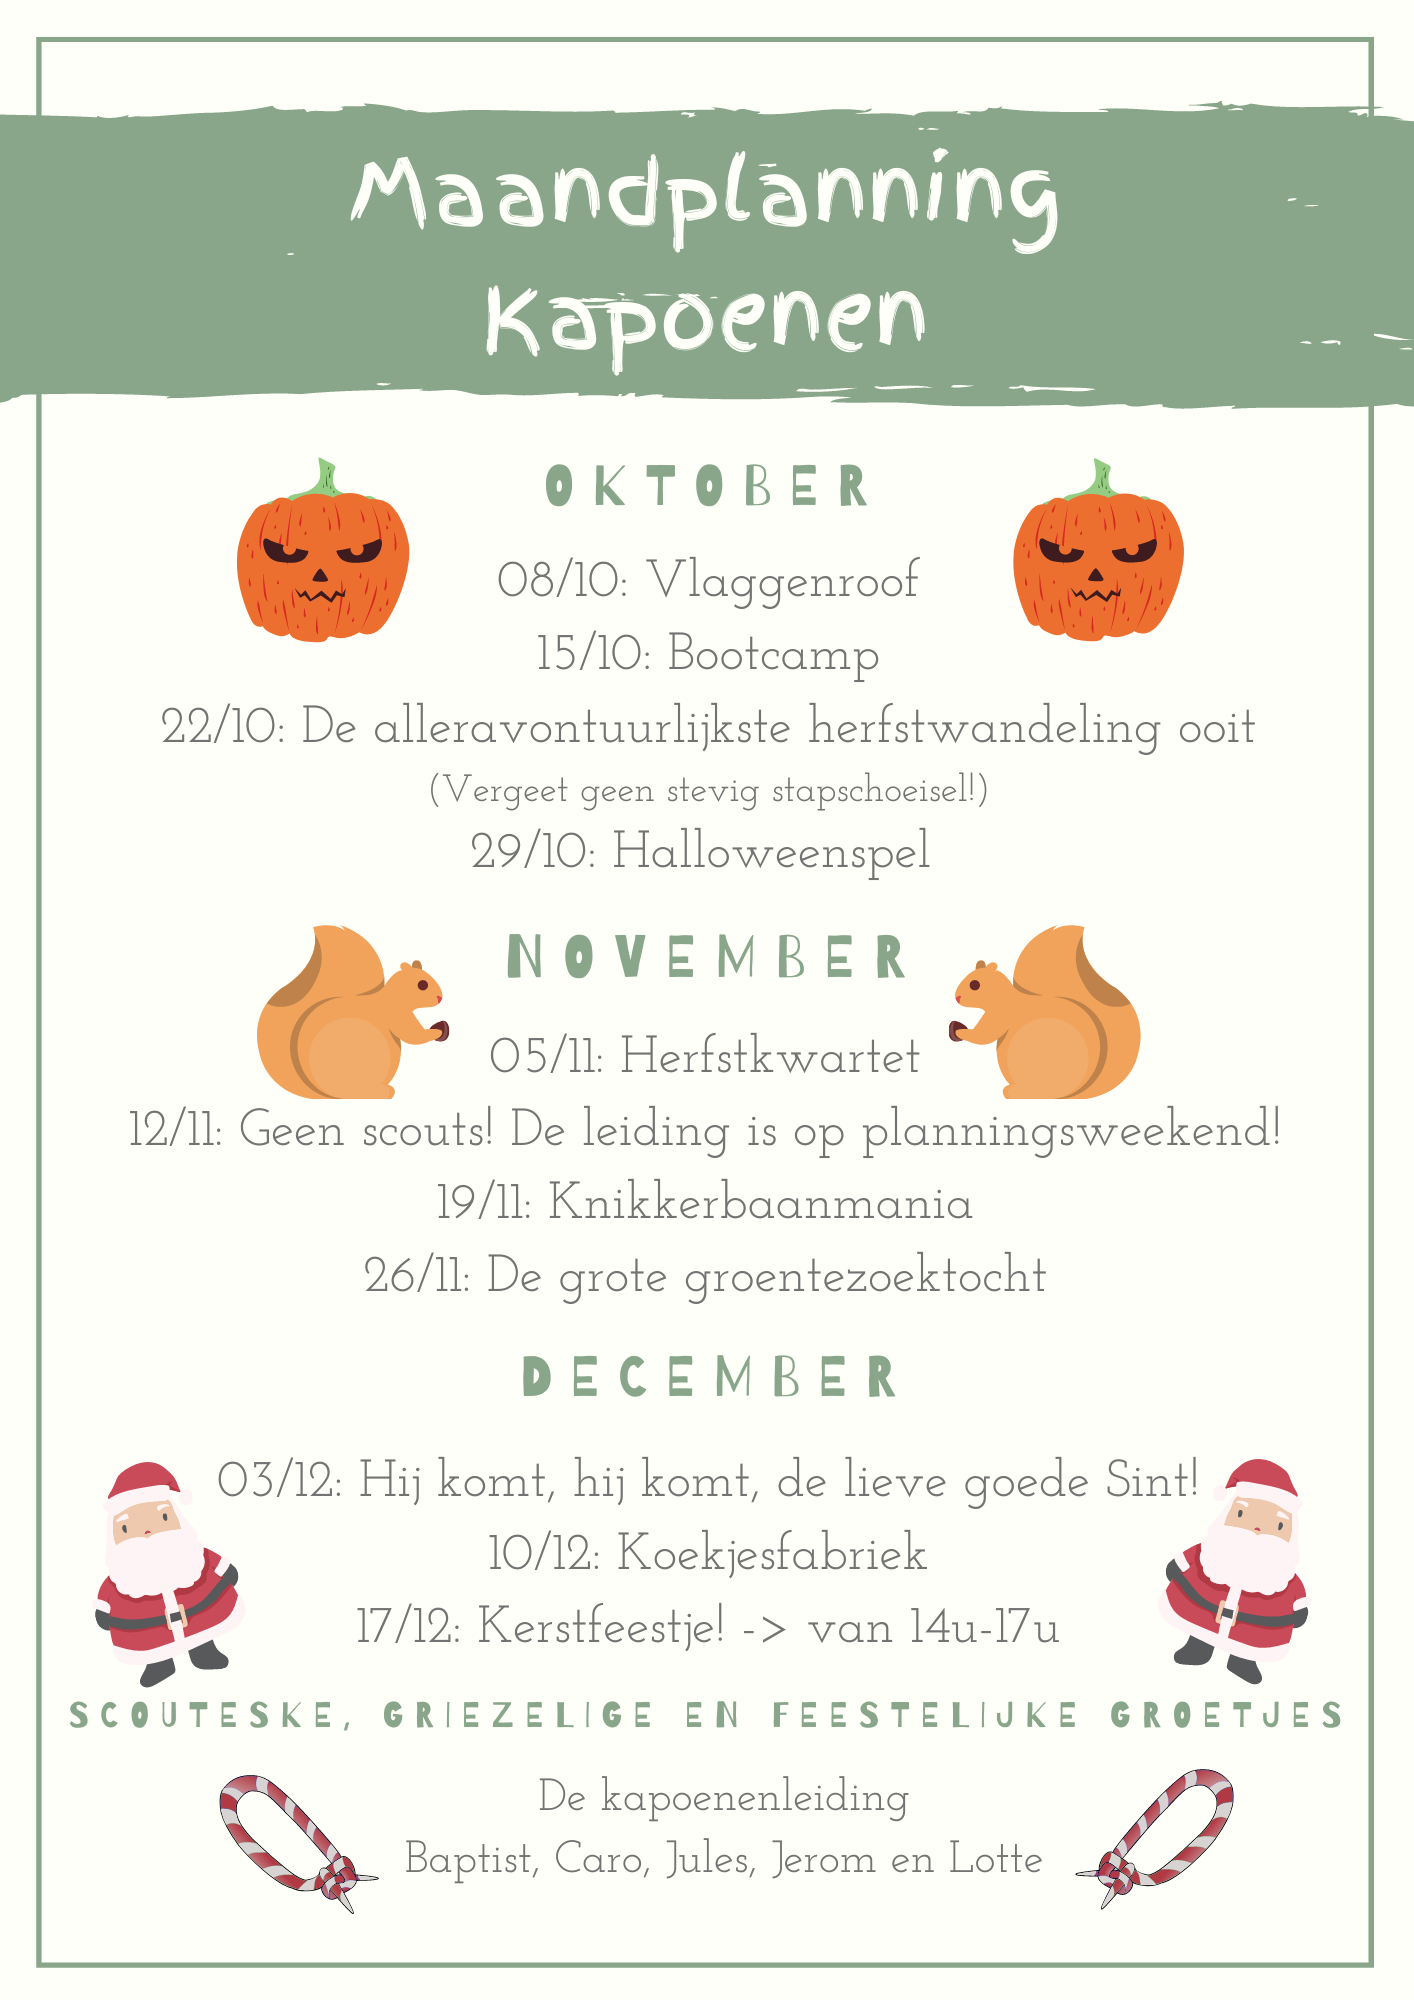 Maandplanning
Kapoenen
OKTOBER
08/10: Vlaggenroof
15/10: Bootcamp
22/10: De alleravontuurlijkste herfstwandeling ooit
(Vergeet geen stevig stapschoeisel!)
29/10: Halloweenspel
NOVEMBER
05/11: Herfstkwartet
12/11: Geen scouts! De leiding is op planningsweekend!
19/11: Knikkerbaanmania
26/11: De grote groentezoektocht
DECEMBER
03/12: Hij komt, hij komt, de lieve goede Sint!
10/12: Koekjesfabriek
17/12: Kerstfeestje! -> van 14u-17u
SCOUTESKE, GRIEZELIGE EN FEESTELIJKE GROETJES
De kapoenenleiding
Baptist, Caro, Jules, Jerom en Lotte